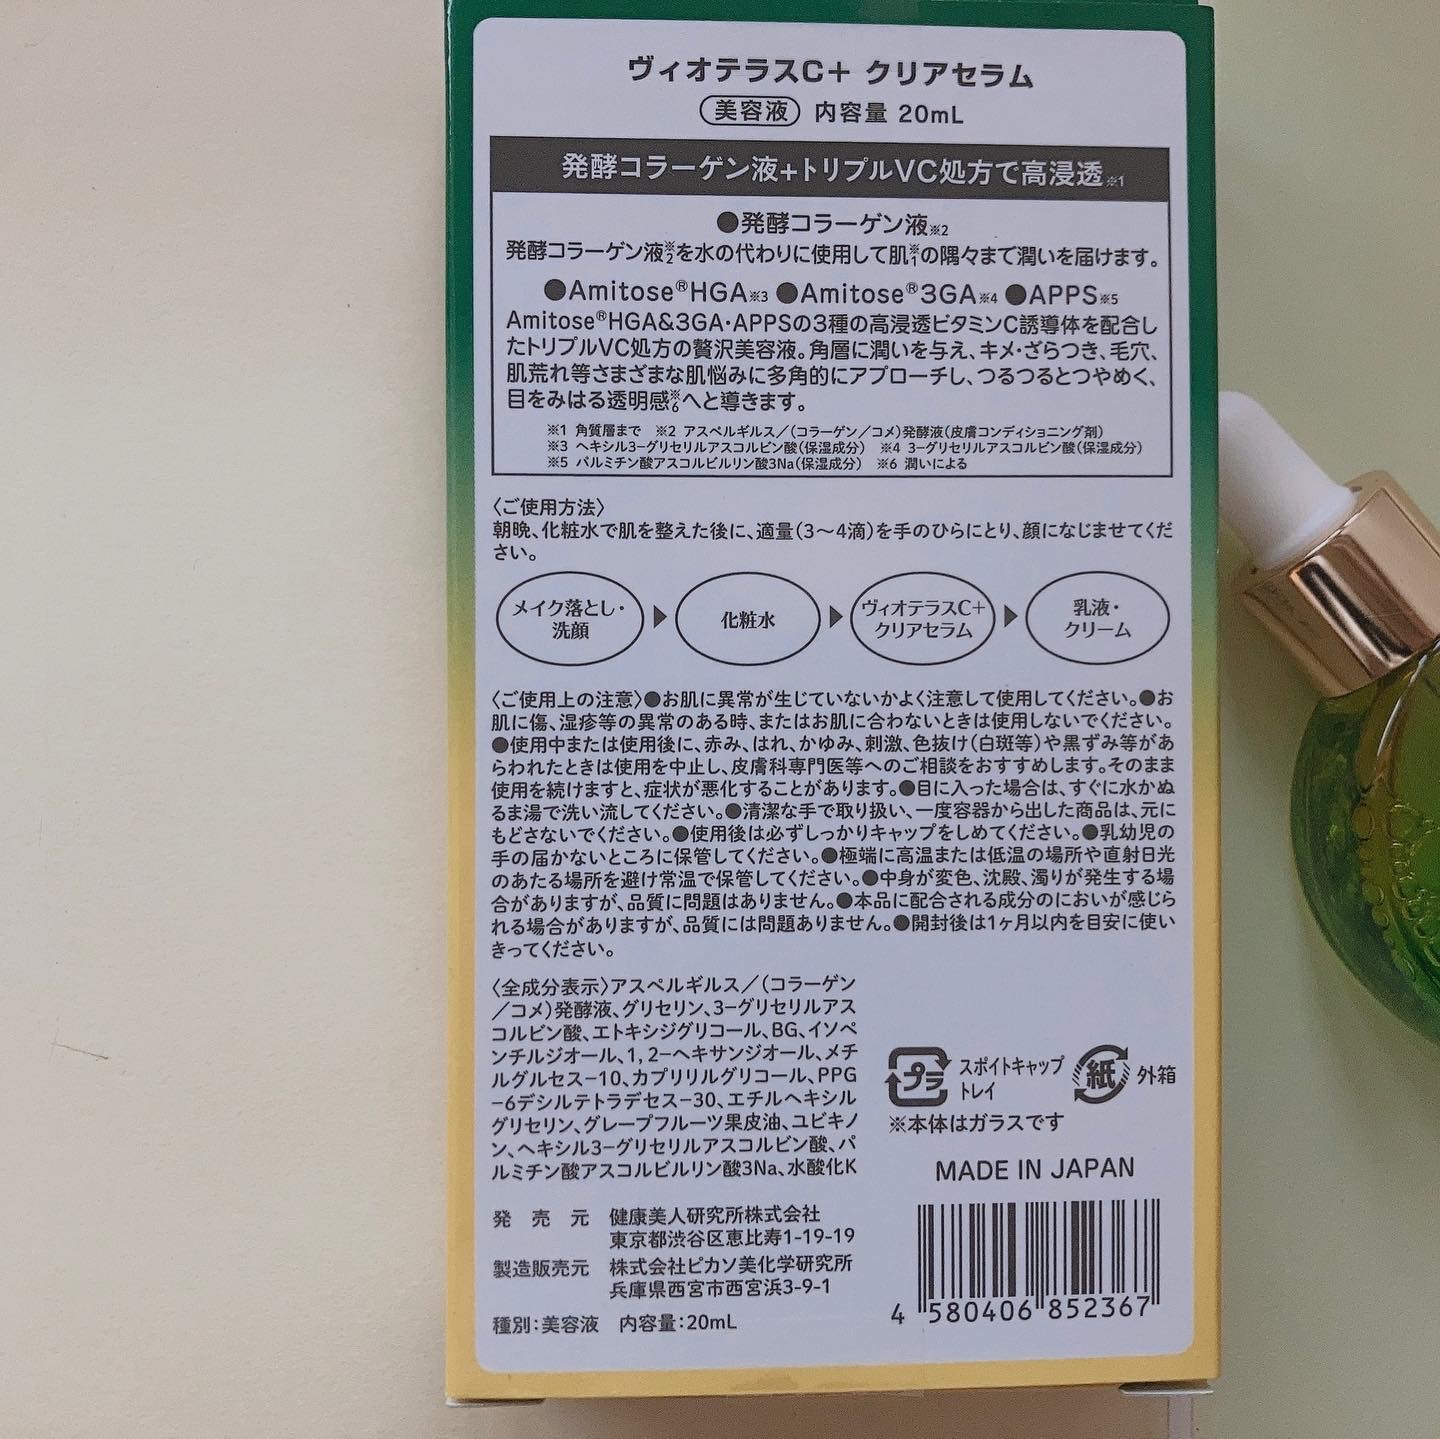 ヴィオテラスC＋ クリアセラム
美容液 内容量 20mL
発酵コラーゲン液+トリプルVC処方で高浸透※1
●発酵コラーゲン液※2
発酵コラーゲン液※2を水の代わりに使用して肌※1の隅々まで潤いを届けます。
●Amitose®HGA※3 ●Amitose®3GA※4 ●APPS※5
Amitose®HGA&3GA・APPSの3種の高浸透ビタミンC誘導体を配合し
たトリプルVC処方の贅沢美容液。角層に潤いを与え、キメ・ざらつき、毛穴、
肌荒れ等さまざまな肌悩みに多角的にアプローチし、つるつるとつやめく、
目をみはる透明感※6へと導きます。
※1 角質層まで ※2 アスペルギルス／(コラーゲン／コメ)発酵液(皮膚コンディショニング剤)
※3 ヘキシル3-グリセリルアスコルビン酸(保湿成分) ※4 3-グリセリルアスコルビン酸(保湿成分)
※5 パルミチン酸アスコルビルリン酸3Na(保湿成分) ※6 潤いによる
〈ご使用方法〉
朝晩、化粧水で肌を整えた後に、適量(3〜4滴)を手のひらにとり、顔になじませてくだ
さい。
メイク落とし・
洗顔
化粧水
ヴィオテラスC＋
クリアセラム
乳液・
クリーム
〈ご使用上の注意〉●お肌に異常が生じていないかよく注意して使用してください。●お
肌に傷、湿疹等の異常のある時、またはお肌に合わないときは使用しないでください。
●使用中または使用後に、赤み、はれ、かゆみ、刺激、色抜け(白斑等)や黒ずみ等があ
らわれたときは使用を中止し、皮膚科専門医等へのご相談をおすすめします。そのまま
使用を続けますと、症状が悪化することがあります。●目に入った場合は、すぐに水かぬ
るま湯で洗い流してください。●清潔な手で取り扱い、一度容器から出した商品は、元に
もどさないでください。●使用後は必ずしっかりキャップをしめてください。●乳幼児の
手の届かないところに保管してください。●極端に高温または低温の場所や直射日光
のあたる場所を避け常温で保管してください。●中身が変色、沈殿、濁りが発生する場
合がありますが、品質に問題はありません。●本品に配合される成分のにおいが感じら
れる場合がありますが、品質には問題ありません。●開封後は1ヶ月以内を目安に使い
きってください。
〈全成分表示〉アスペルギルス／(コラーゲン
／コメ)発酵液、グリセリン、3-グリセリルアス
コルビン酸、エトキシジグリコール、BG、イソペ
ンチルジオール、1,2-ヘキサンジオール、メチ
ルグルセス-10、カプリリルグリコール、PPG
-6デシルテトラデセス-30、エチルヘキシル
グリセリン、グレープフルーツ果皮油、ユビキノ
ン、ヘキシル3-グリセリルアスコルビン酸、パ
ルミチン酸アスコルビルリン酸3Na、水酸化K
プラ
スポイトキャップ
トレイ
紙 外箱
※本体はガラスです
MADE IN JAPAN
発売元 健康美人研究所株式会社
東京都渋谷区恵比寿1-19-19
製造販売元 株式会社ピカソ美化学研究所
兵庫県西宮市西宮浜3-9-1
種別：美容液 内容量：20mL
4 580406 852367